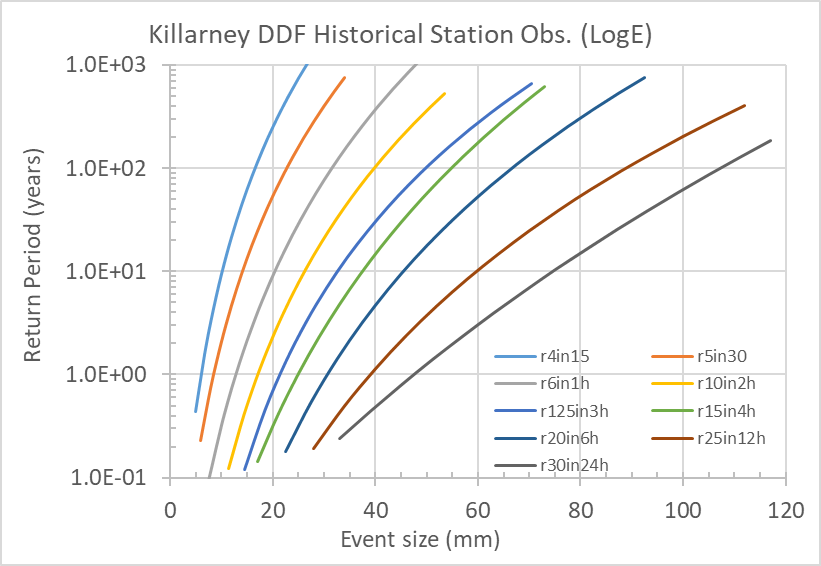 Killarney DDF Historical Station Obs. (LogE)
Return Period (years)
1.0E+03
1.0E+02
1.0E+01
1.0E+00
1.0E-01
r4in15 r5in30
r6in1h r10in2h
r125in3h r15in4h
r20in6h r25in12h
r30in24h
0 20 40 60 80 100 120
Event size (mm)